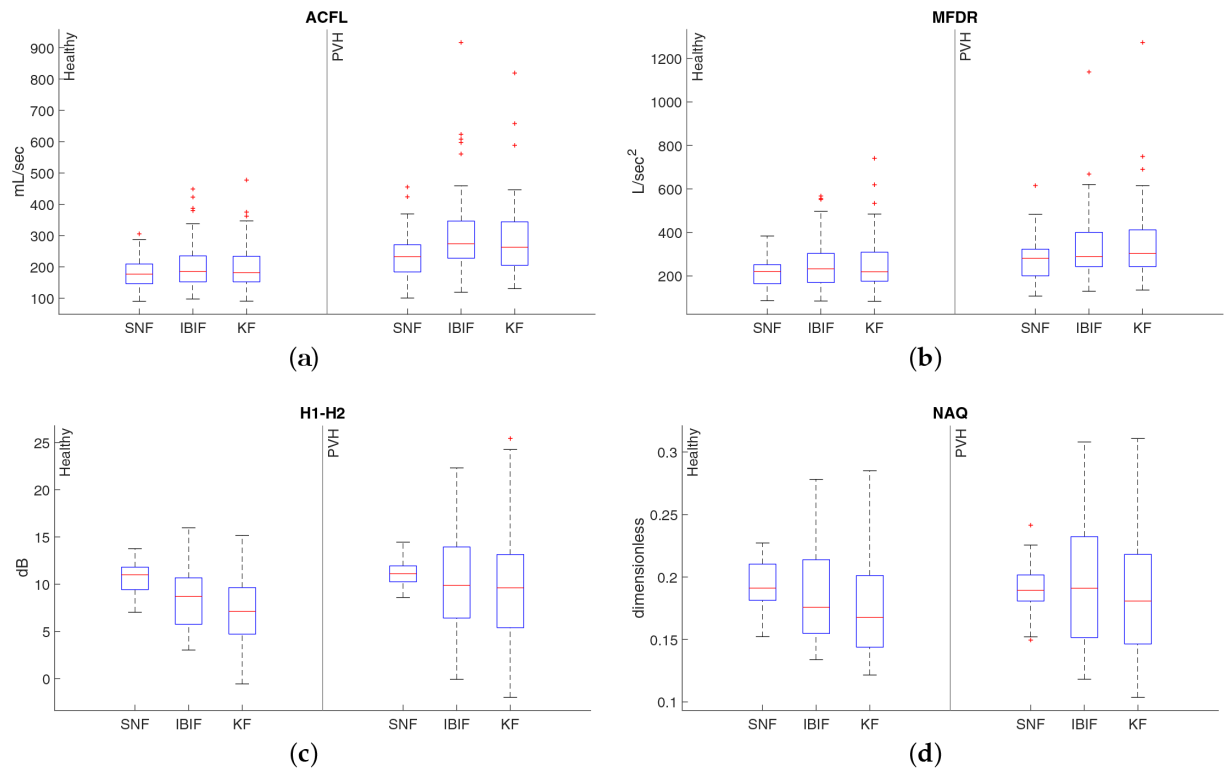 ACFL
Healthy
PVH
mL/sec
900
800
700
600
500
400
300
200
100
SNF IBIF KF SNF IBIF KF
(a)
MFDR
Healthy
PVH
L/sec²
1200
1000
800
600
400
200
SNF IBIF KF SNF IBIF KF
(b)
H1-H2
Healthy
PVH
dB
25
20
15
10
5
0
SNF IBIF KF SNF IBIF KF
(c)
NAQ
Healthy
PVH
dimensionless
0.3
0.25
0.2
0.15
0.1
SNF IBIF KF SNF IBIF KF
(d)